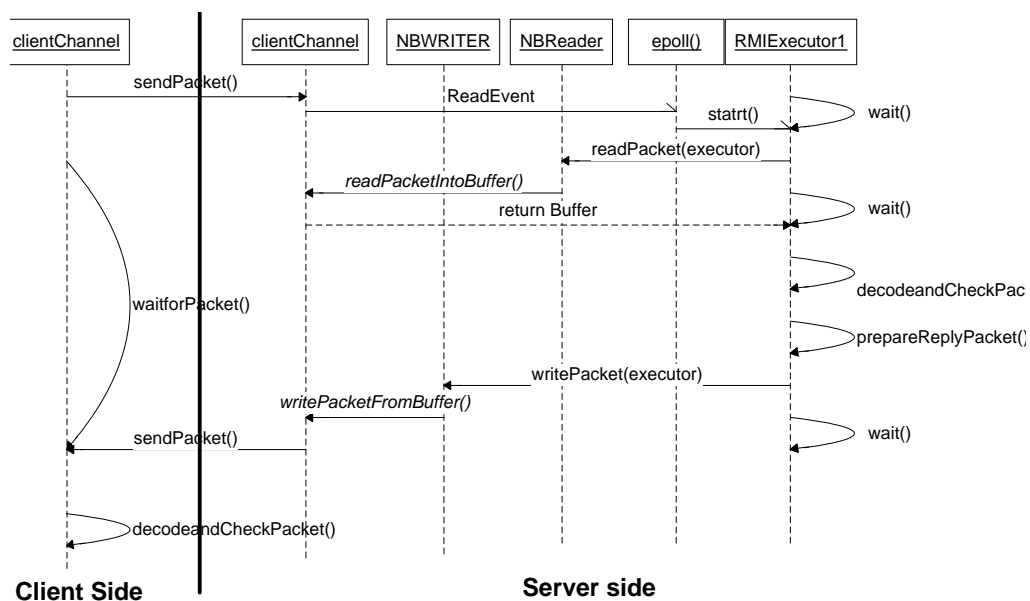 clientChannel
clientChannel
NBWRITER
NBReader
epoll()
RMIExecutor1
sendPacket()
ReadEvent
wait()
statrt()
readPacket(executor)
readPacketIntoBuffer()
wait()
return Buffer
decodeandCheckPac
waitforPacket()
prepareReplyPacket()
writePacket(executor)
writePacketFromBuffer()
wait()
sendPacket()
decodeandCheckPacket()
Client Side
Server side